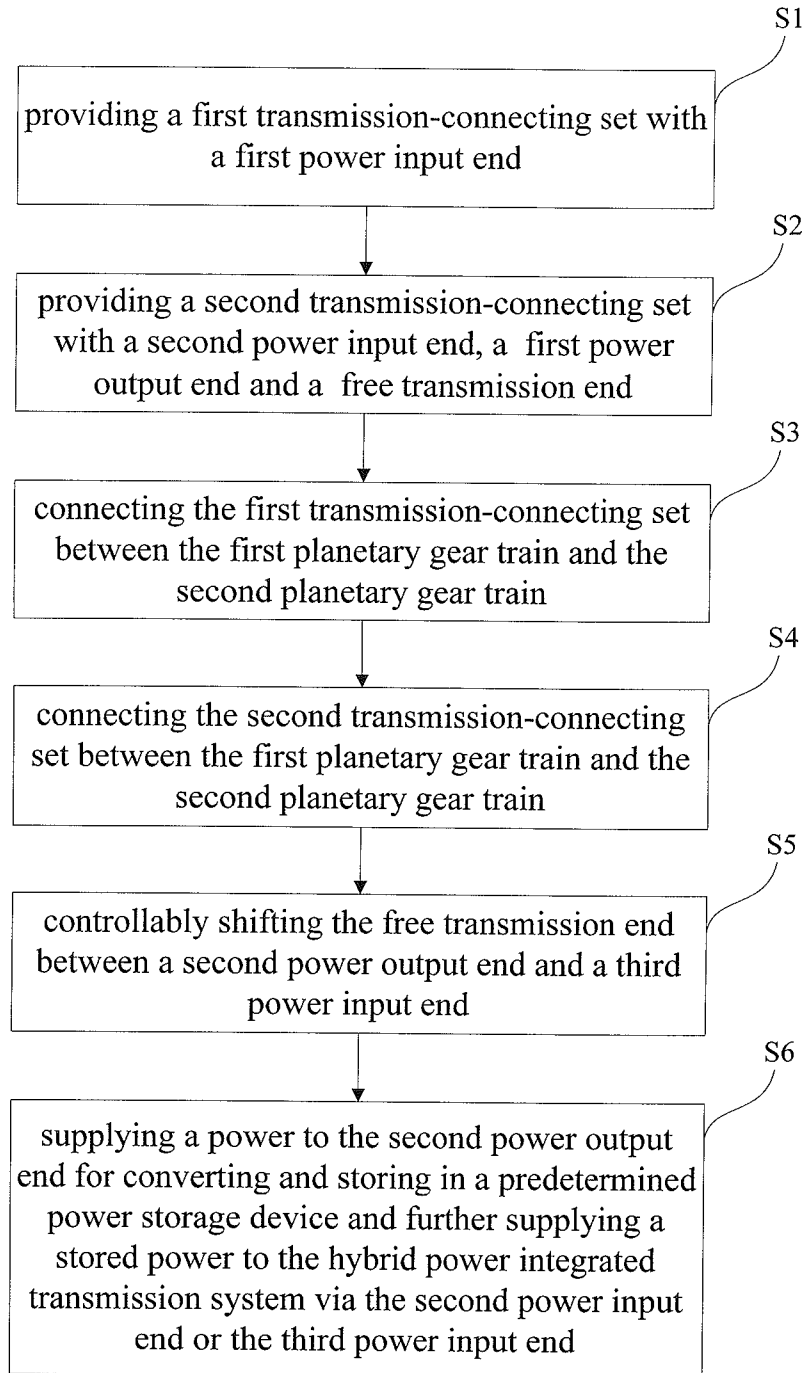 S1
providing a first transmission-connecting set with
a first power input end
S2
providing a second transmission-connecting set
with a second power input end, a first power
output end and a free transmission end
S3
connecting the first transmission-connecting set
between the first planetary gear train and the
second planetary gear train
S4
connecting the second transmission-connecting
set between the first planetary gear train and the
second planetary gear train
S5
controllably shifting the free transmission end
between a second power output end and a third
power input end
S6
supplying a power to the second power output
end for converting and storing in a predetermined
power storage device and further supplying a
stored power to the hybrid power integrated
transmission system via the second power input
end or the third power input end